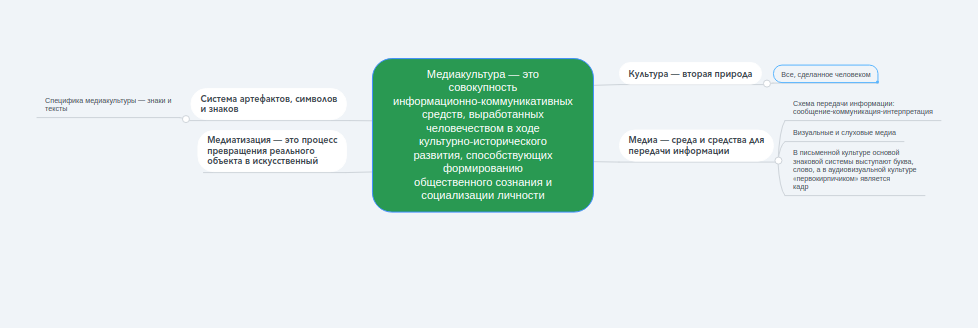 Медиакультура — это
совокупность
информационно-коммуникативных
средств, выработанных
человечеством в ходе
культурно-исторического
развития, способствующих
формированию
общественного сознания и
социализации личности
Культура — вторая природа
Все, сделанное человеком
Медиа — среда и средства для
передачи информации
Схема передачи информации:
сообщение-коммуникация-интерпретация
Визуальные и слуховые медиа
В письменной культуре основой
знаковой системы выступают буква,
слово, а в аудиовизуальной культуре
«первокирпичиком» является
кадр
Система артефактов, символов
и знаков
Специфика медиакультуры — знаки и
тексты
Медиатизация — это процесс
превращения реального
объекта в искусственный